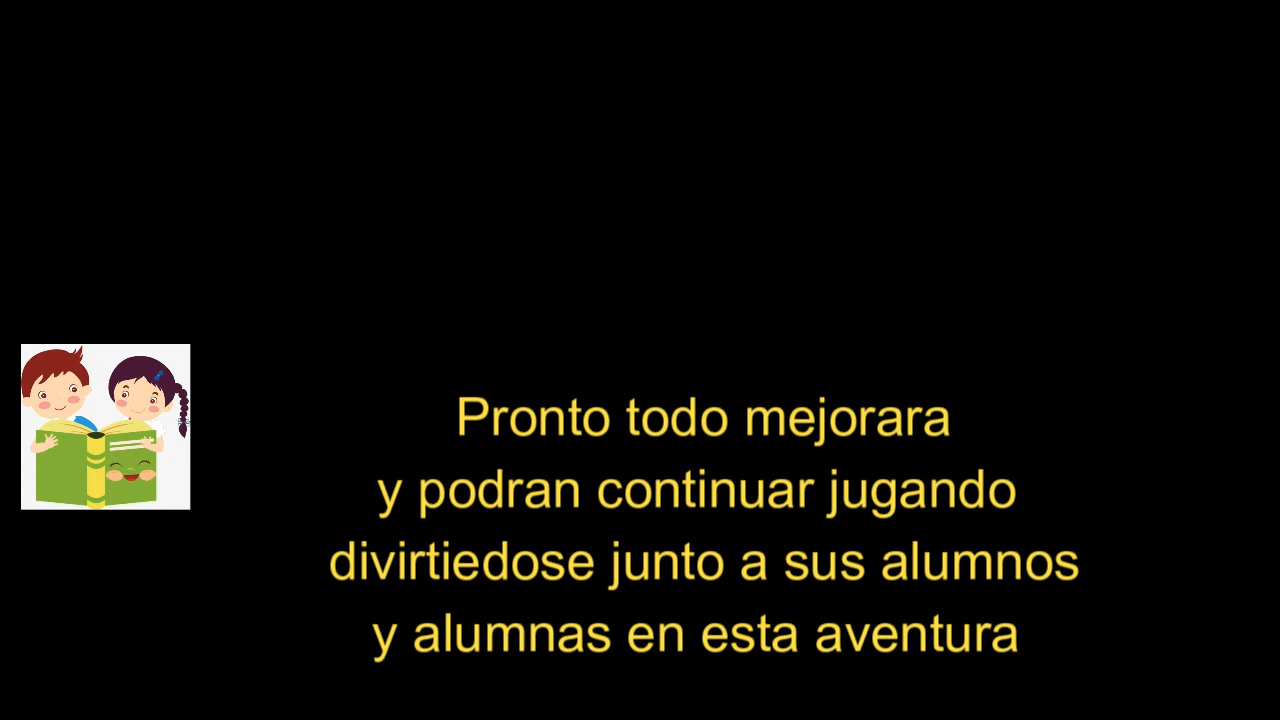 Pronto todo mejorara
y podran continuar jugando
divirtiedose junto a sus alumnos
y alumnas en esta aventura